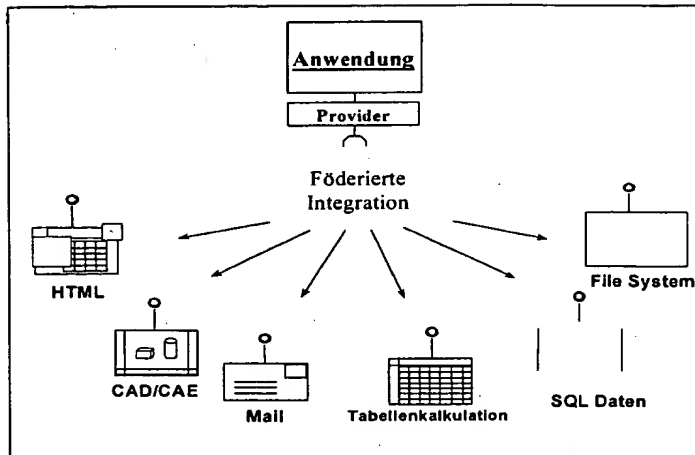 Anwendung
Provider
Föderierte
Integration
HTML
File System
CAD/CAE
Mail
Tabellenkalkulation
SQL Daten